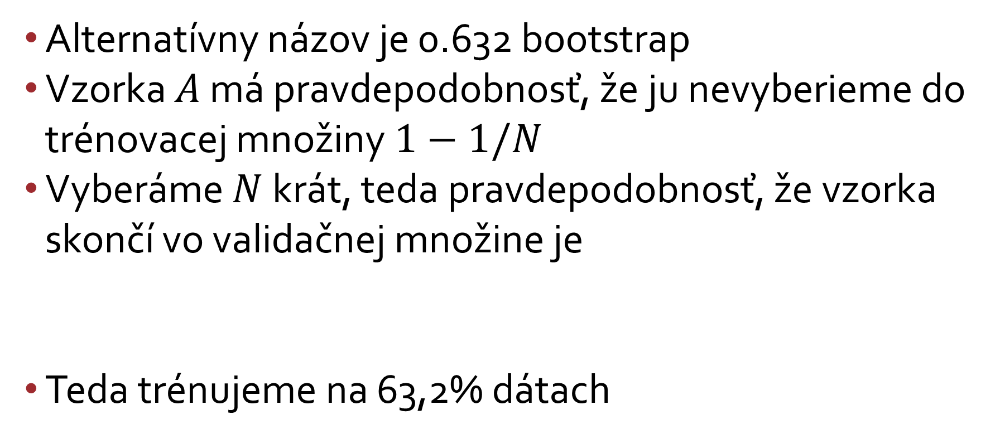 • Alternatívny názov je 0.632 bootstrap
• Vzorka A má pravdepodobnosť, že ju nevyberieme do
trénovacej množiny 1 − 1/N
• Vyberáme N krát, teda pravdepodobnosť, že vzorka
skončí vo validačnej množine je
• Teda trénujeme na 63,2% dátach